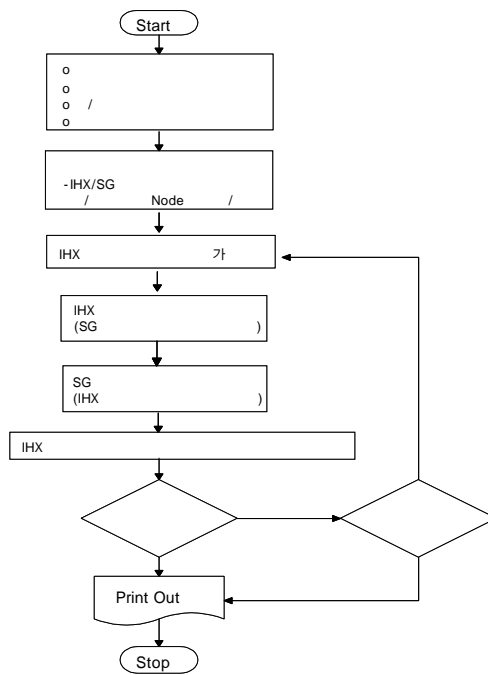 Start
o
o
o /
o
-IHX/SG
/ Node /
IHX 가
IHX
(SG )
SG
(IHX )
IHX
Print Out
Stop